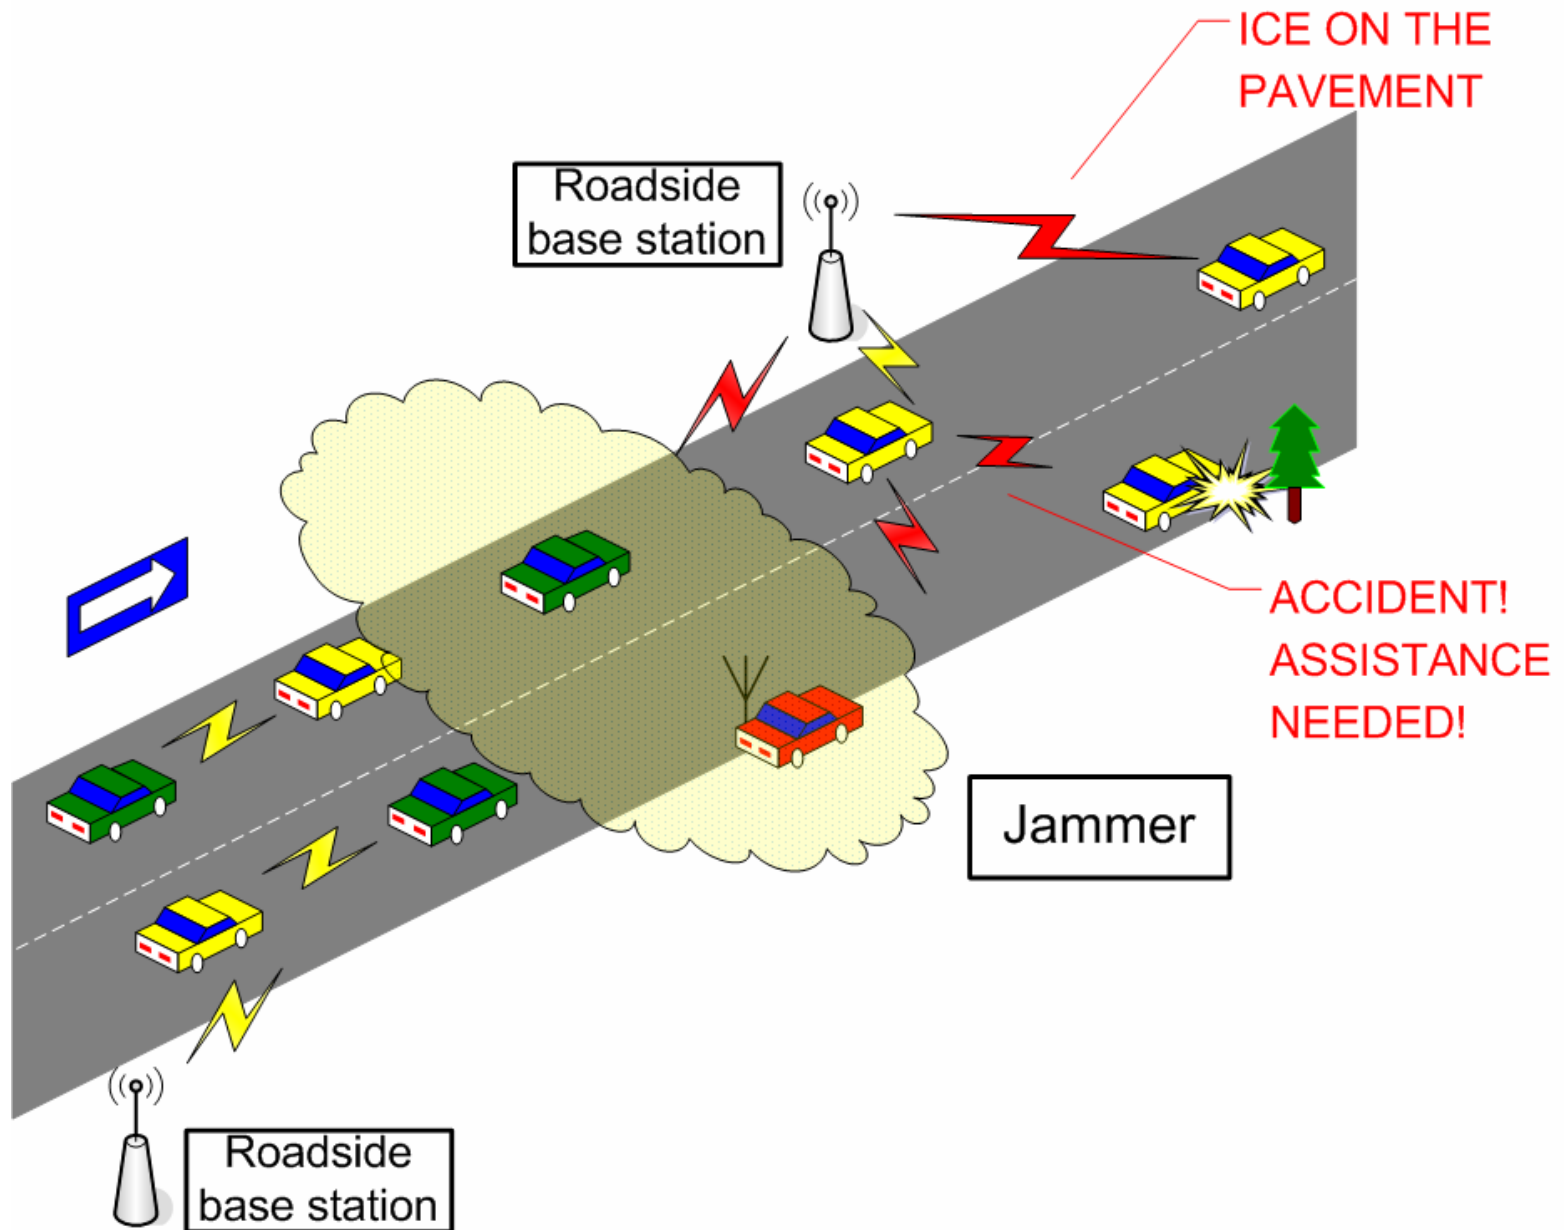 ICE ON THE
PAVEMENT
Roadside
base station
ACCIDENT!
ASSISTANCE
NEEDED!
Jammer
Roadside
base station